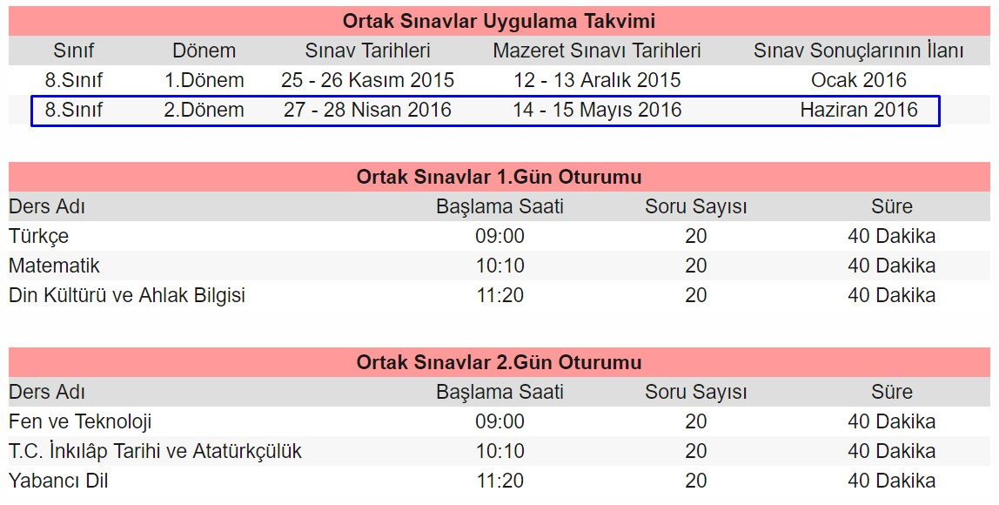 Ortak Sınavlar Uygulama Takvimi
Sınıf Dönem Sınav Tarihleri Mazeret Sınavı Tarihleri Sınav Sonuçlarının İlanı
8.Sınıf 1.Dönem 25 - 26 Kasım 2015 12 - 13 Aralık 2015 Ocak 2016
8.Sınıf 2.Dönem 27 - 28 Nisan 2016 14 - 15 Mayıs 2016 Haziran 2016
Ortak Sınavlar 1.Gün Oturumu
Ders Adı Başlama Saati Soru Sayısı Süre
Türkçe 09:00 20 40 Dakika
Matematik 10:10 20 40 Dakika
Din Kültürü ve Ahlak Bilgisi 11:20 20 40 Dakika
Ortak Sınavlar 2.Gün Oturumu
Ders Adı Başlama Saati Soru Sayısı Süre
Fen ve Teknoloji 09:00 20 40 Dakika
T.C. İnkılâp Tarihi ve Atatürkçülük 10:10 20 40 Dakika
Yabancı Dil 11:20 20 40 Dakika